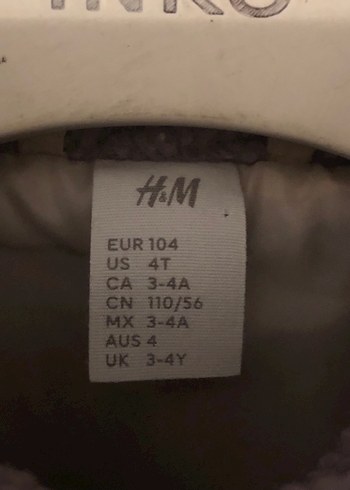 H&M
EUR 104
US 4T
CA 3-4A
CN 110/56
MX 3-4A
AUS 4
UK 3-4Y